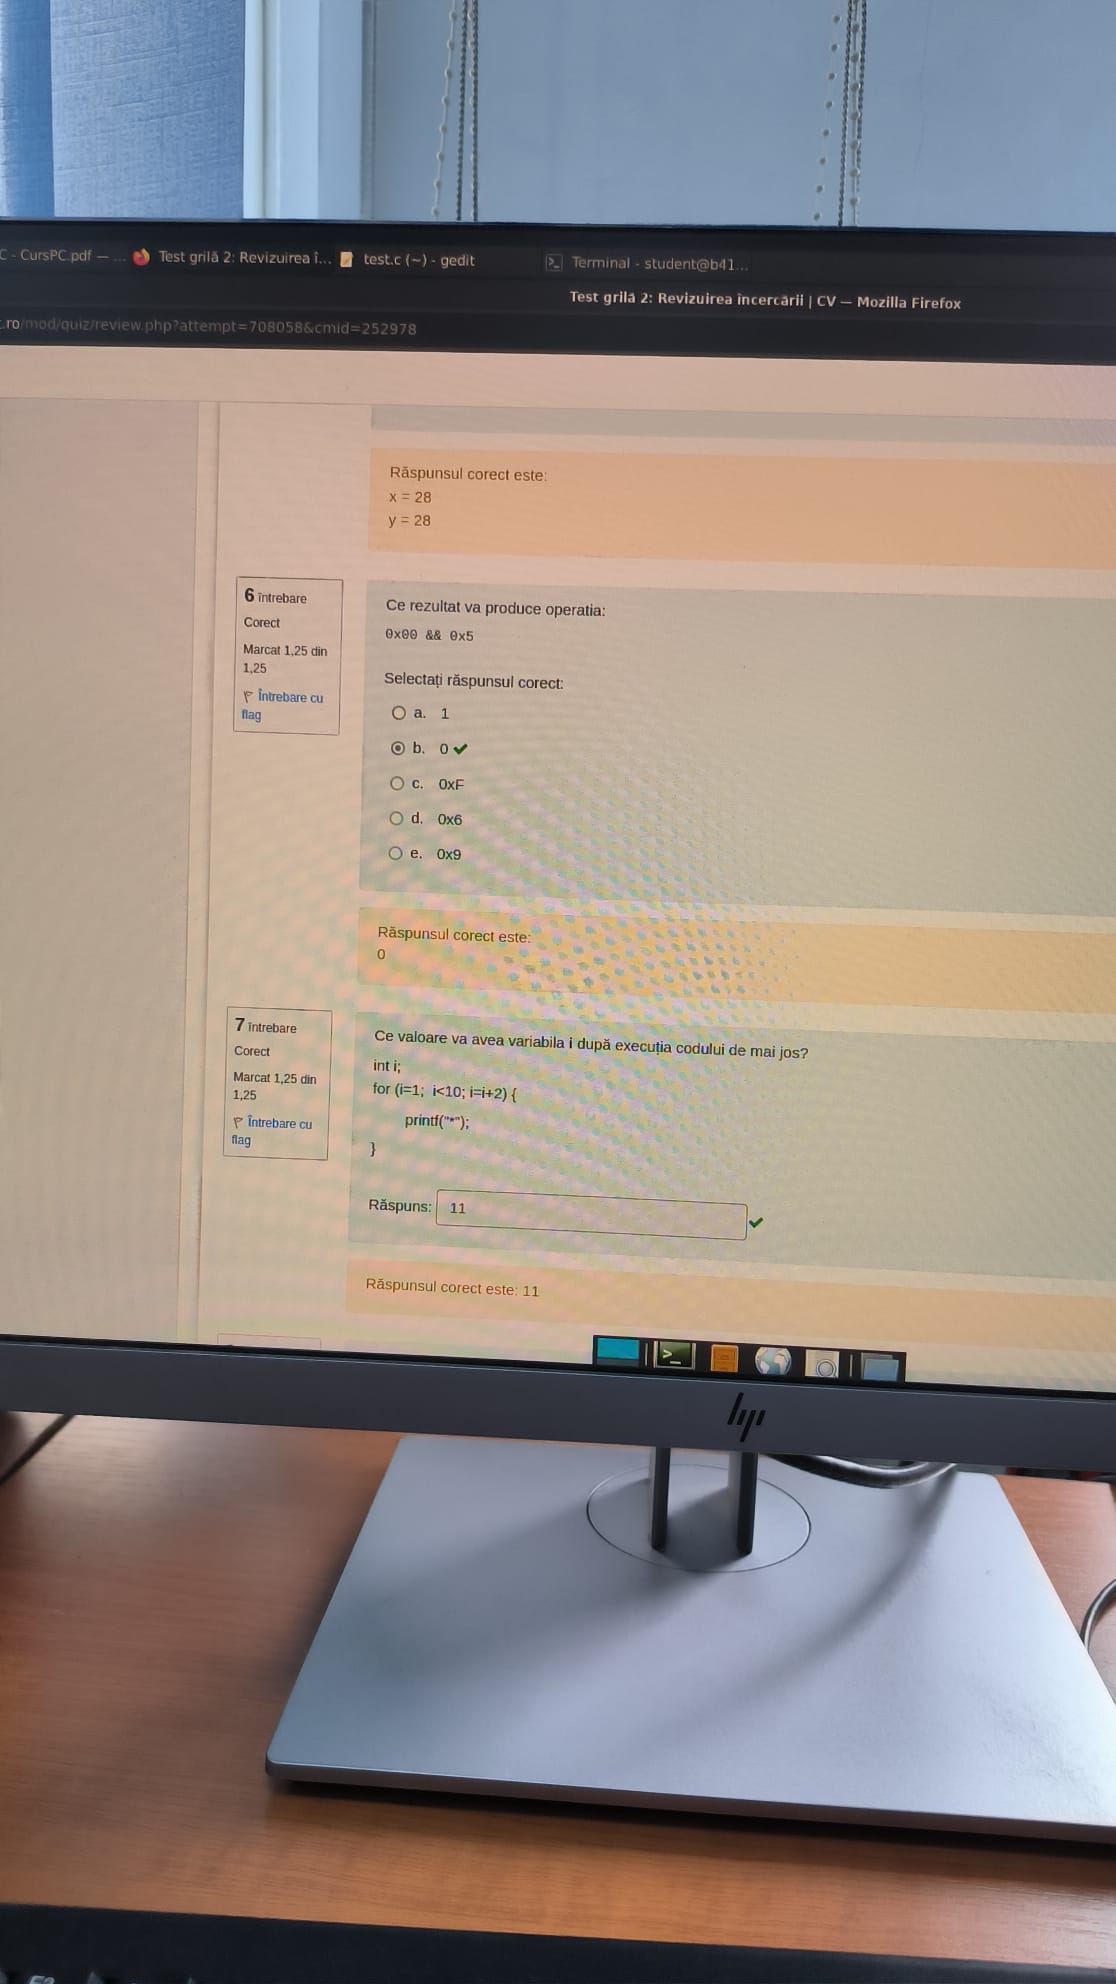 C - CursPC.pdf — ...
Test grilă 2: Revizuirea î...
test.c (~) - gedit
Terminal - student@b41...
Test grilă 2: Revizuirea încercării | CV — Mozilla Firefox
.ro/mod/quiz/review.php?attempt=708058&cmid=252978
Răspunsul corect este:
x = 28
y = 28
6 întrebare
Corect
Marcat 1,25 din
1,25
Întrebare cu
flag
Ce rezultat va produce operatia:
0x00 && 0x5
Selectați răspunsul corect:
a. 1
b. 0
c. 0xF
d. 0x6
e. 0x9
Răspunsul corect este:
0
7 întrebare
Corect
Marcat 1,25 din
1,25
Întrebare cu
flag
Ce valoare va avea variabila i după execuția codului de mai jos?
int i;
for (i=1; i<10; i=i+2) {
printf("*");
}
Răspuns: 11
Răspunsul corect este: 11
hp